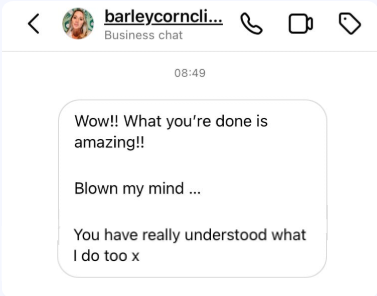 barleycorncli...
Business chat
08:49
Wow!! What you're done is
amazing!!
Blown my mind ...
You have really understood what
I do too x